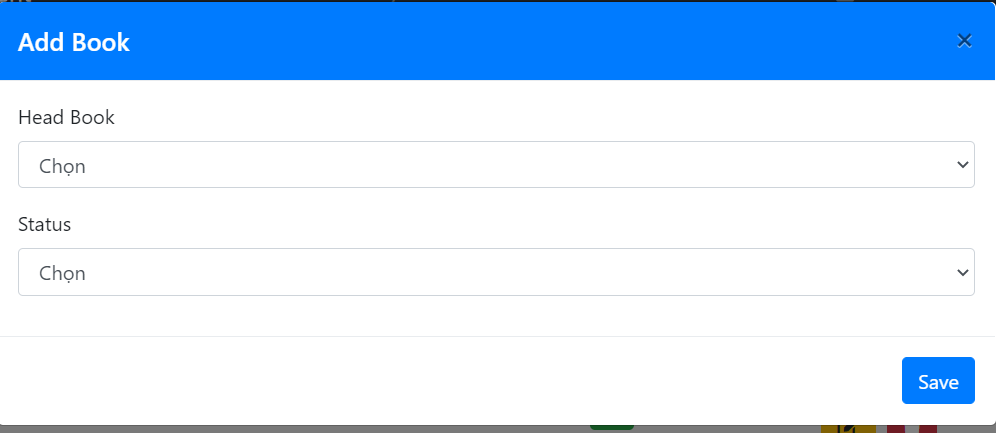 Add Book
×
Head Book
Chọn
Status
Chọn
Save